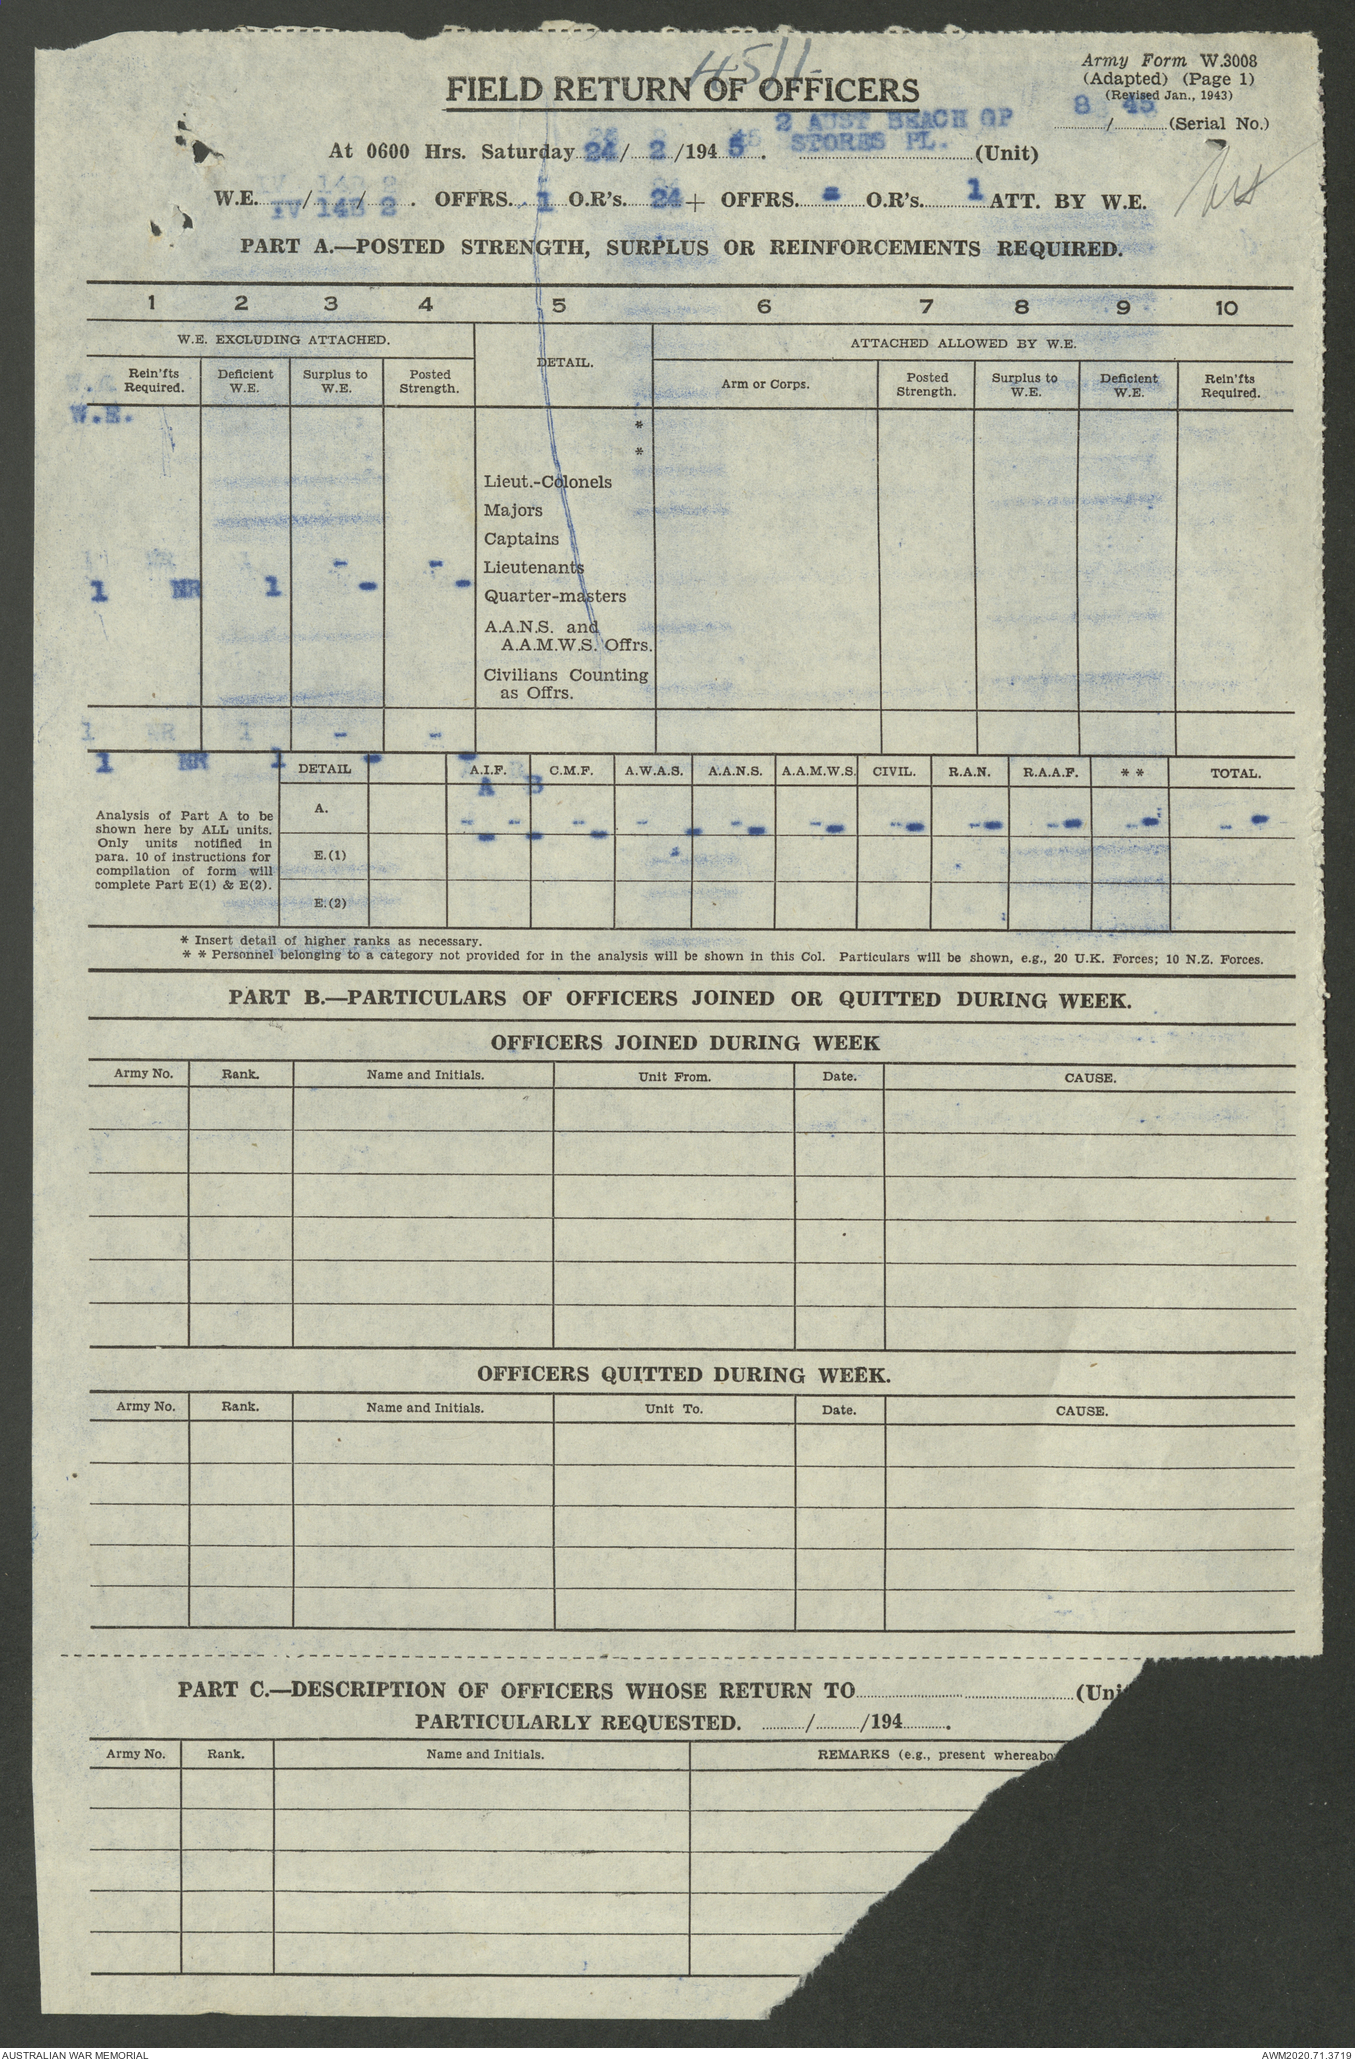 4511
Army Form W.3008
(Adapted) (Page 1)
(Revised Jan., 1943)
FIELD RETURN OF OFFICERS
8 / 45 (Serial No.)
2 AUST BEACH GP
At 0600 Hrs. Saturday 24/ 2 /194 5 . STORES PL. (Unit)
W.E. IV / 14B / 2 . OFFRS. 1 O.R's. 24 + OFFRS. - O.R's. 1 ATT. BY W.E.
PART A.—POSTED STRENGTH, SURPLUS OR REINFORCEMENTS REQUIRED.
1 2 3 4 5 6 7 8 9 10
W.E. EXCLUDING ATTACHED. DETAIL. ATTACHED ALLOWED BY W.E.
Rein'fts Required. Deficient W.E. Surplus to W.E. Posted Strength. Arm or Corps. Posted Strength. Surplus to W.E. Deficient W.E. Rein'fts Required.
W.E.
*
*
Lieut.-Colonels
Majors
Captains
Lieutenants
1 NR 1 - - Quarter-masters
A.A.N.S. and
A.A.M.W.S. Offrs.
Civilians Counting
as Offrs.
1 NR 1 - -
DETAIL A.I.F. C.M.F. A.W.A.S. A.A.N.S. A.A.M.W.S. CIVIL. R.A.N. R.A.A.F. * * TOTAL.
A B
A. - - - - - - - - - -
E.(1)
E.(2)
Analysis of Part A to be
shown here by ALL units.
Only units notified in
para. 10 of instructions for
compilation of form will
complete Part E(1) & E(2).
* Insert detail of higher ranks as necessary.
* * Personnel belonging to a category not provided for in the analysis will be shown in this Col. Particulars will be shown, e.g., 20 U.K. Forces; 10 N.Z. Forces.
PART B.—PARTICULARS OF OFFICERS JOINED OR QUITTED DURING WEEK.
OFFICERS JOINED DURING WEEK
Army No. Rank. Name and Initials. Unit From. Date. CAUSE.
OFFICERS QUITTED DURING WEEK.
Army No. Rank. Name and Initials. Unit To. Date. CAUSE.
PART C.—DESCRIPTION OF OFFICERS WHOSE RETURN TO (Uni
PARTICULARLY REQUESTED. / /194 .
Army No. Rank. Name and Initials. REMARKS (e.g., present whereabo
AUSTRALIAN WAR MEMORIAL AWM2020.71.3719